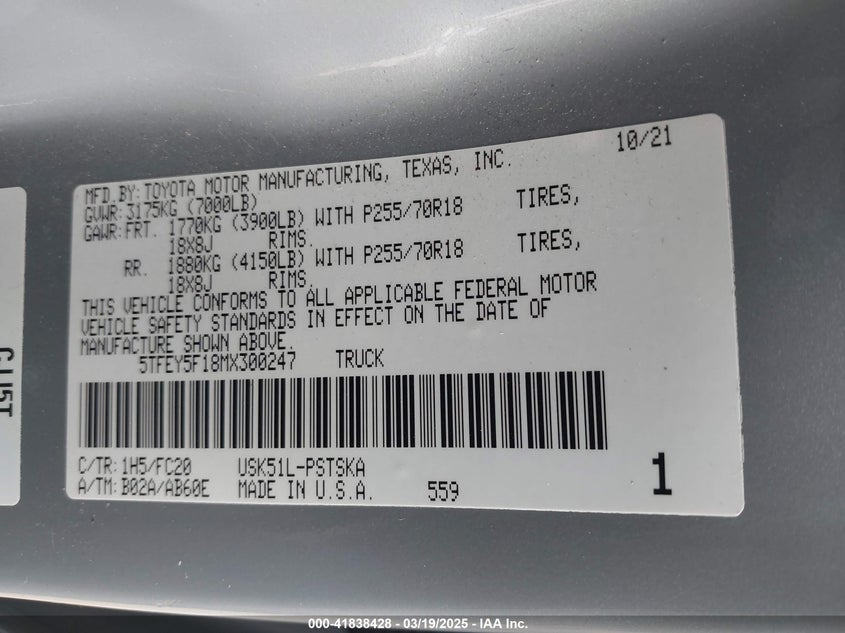 10/21
MFD.BY:TOYOTA MOTOR MANUFACTURING, TEXAS, INC.
GVWR:3175KG (7000LB)
GAWR:FRT. 1770KG (3900LB) WITH P255/70R18 TIRES,
18X8J RIMS.
RR. 1880KG (4150LB) WITH P255/70R18 TIRES,
18X8J RIMS.
THIS VEHICLE CONFORMS TO ALL APPLICABLE FEDERAL MOTOR
VEHICLE SAFETY STANDARDS IN EFFECT ON THE DATE OF
MANUFACTURE SHOWN ABOVE.
5TFEY5F18MX300247 TRUCK
C/TR:1H5/FC20 USK51L-PSTSKA
A/TM:B02A/AB60E MADE IN U.S.A. 559
1
000-41838428 - 03/19/2025 - IAA Inc.